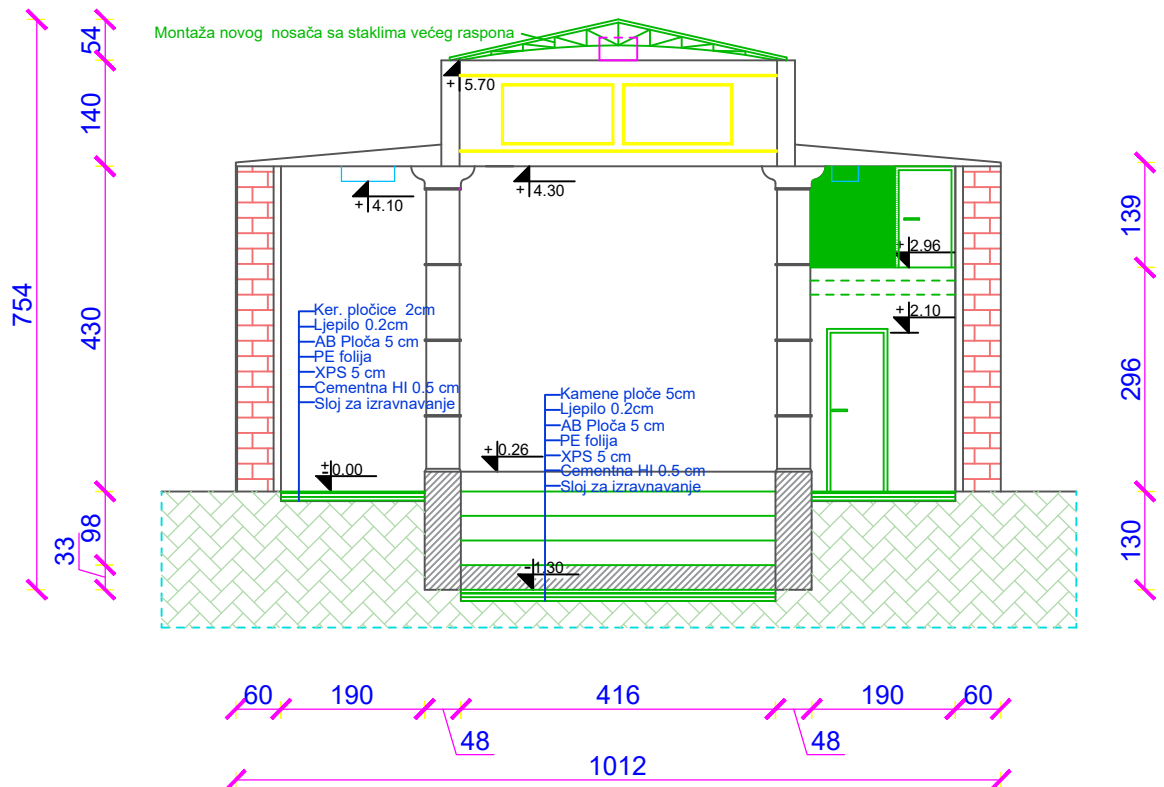 Montaža novog nosača sa staklima većeg raspona
54
140
754
430
33
98
+ 5.70
+ 4.10
+ 4.30
+ 2.96
+ 2.10
139
296
130
Ker. pločice 2cm
Ljepilo 0.2cm
AB Ploča 5 cm
PE folija
XPS 5 cm
Cementna HI 0.5 cm
Sloj za izravnavanje
Kamene ploče 5cm
Ljepilo 0.2cm
AB Ploča 5 cm
PE folija
XPS 5 cm
Cementna HI 0.5 cm
Sloj za izravnavanje
±0.00
+ 0.26
-1.30
60
190
416
190
60
48
48
1012